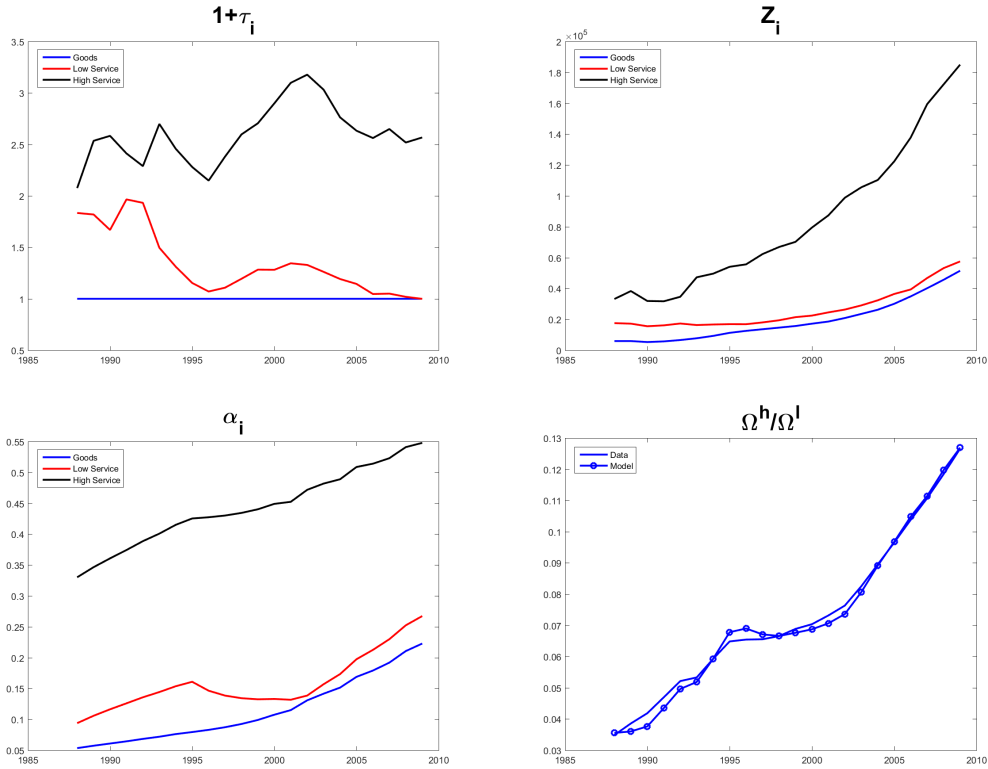 1+τi
3.5
3
2.5
2
1.5
1
0.5
1985 1990 1995 2000 2005 2010
Goods
Low Service
High Service
Zi
×10^5
2
1.8
1.6
1.4
1.2
1
0.8
0.6
0.4
0.2
0
1985 1990 1995 2000 2005 2010
Goods
Low Service
High Service
αi
0.55
0.5
0.45
0.4
0.35
0.3
0.25
0.2
0.15
0.1
0.05
1985 1990 1995 2000 2005 2010
Goods
Low Service
High Service
Ω^h/Ω^l
0.13
0.12
0.11
0.1
0.09
0.08
0.07
0.06
0.05
0.04
0.03
1985 1990 1995 2000 2005 2010
Data
Model